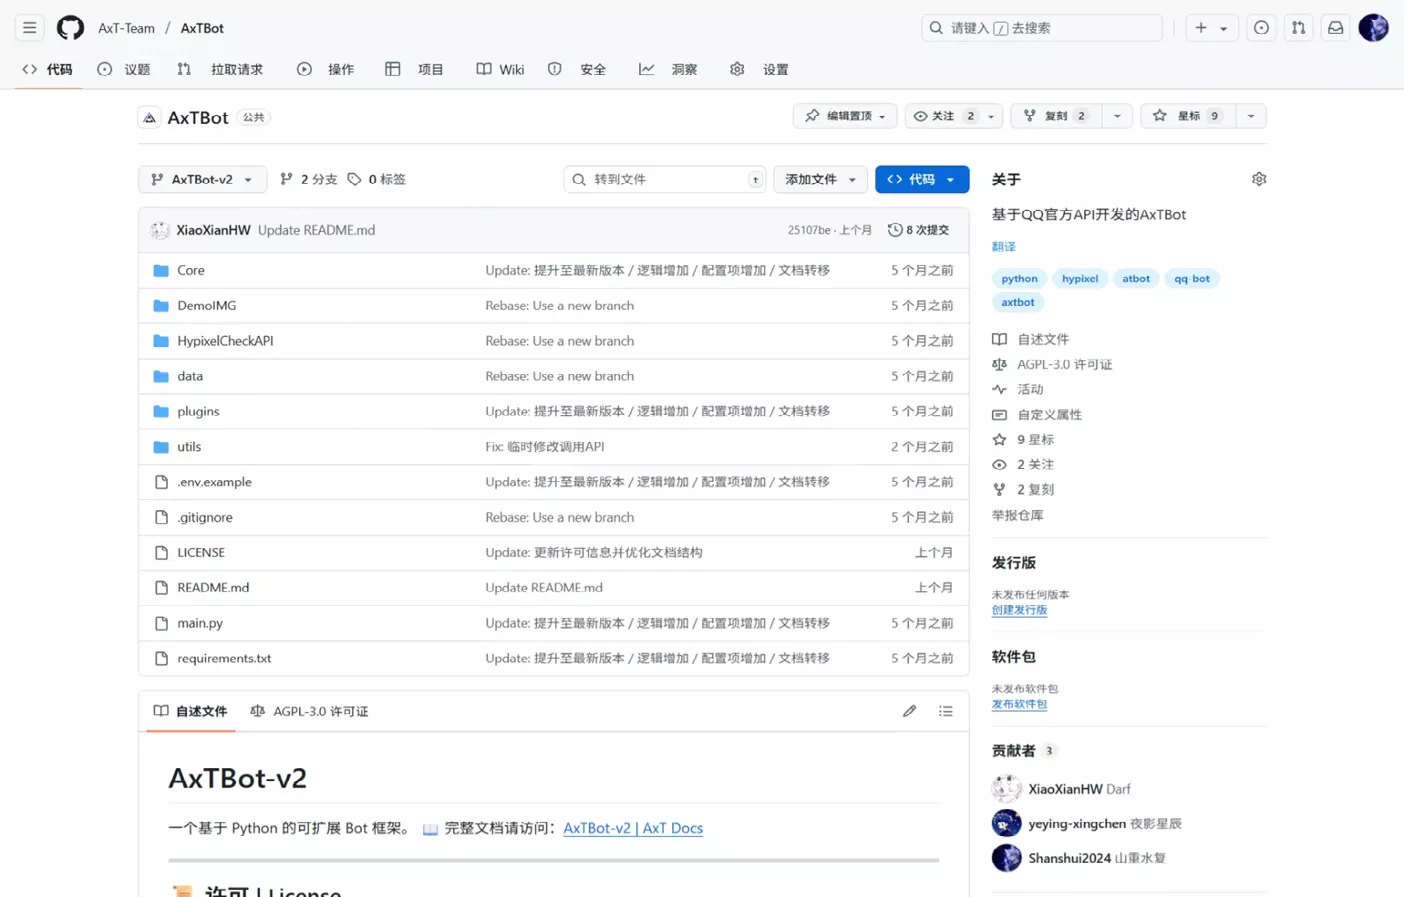 AxT-Team / AxTBot
请键入 / 去搜索
代码 议题 拉取请求 操作 项目 Wiki 安全 洞察 设置
AxTBot 公共
编辑置顶 关注 2 复刻 2 星标 9
AxTBot-v2 2 分支 0 标签 转到文件 t 添加文件 代码
XiaoXianHW Update README.md 25107be · 上个月 8 次提交
Core Update: 提升至最新版本 / 逻辑增加 / 配置项增加 / 文档转移 5 个月之前
DemoIMG Rebase: Use a new branch 5 个月之前
HypixelCheckAPI Rebase: Use a new branch 5 个月之前
data Rebase: Use a new branch 5 个月之前
plugins Update: 提升至最新版本 / 逻辑增加 / 配置项增加 / 文档转移 5 个月之前
utils Fix: 临时修改调用API 2 个月之前
.env.example Update: 提升至最新版本 / 逻辑增加 / 配置项增加 / 文档转移 5 个月之前
.gitignore Rebase: Use a new branch 5 个月之前
LICENSE Update: 更新许可信息并优化文档结构 上个月
README.md Update README.md 上个月
main.py Update: 提升至最新版本 / 逻辑增加 / 配置项增加 / 文档转移 5 个月之前
requirements.txt Update: 提升至最新版本 / 逻辑增加 / 配置项增加 / 文档转移 5 个月之前
自述文件 AGPL-3.0 许可证
AxTBot-v2
一个基于 Python 的可扩展 Bot 框架。 📖 完整文档请访问：AxTBot-v2 | AxT Docs
📜 许可 | License
关于
基于QQ官方API开发的AxTBot
翻译
python hypixel atbot qq-bot
axtbot
自述文件
AGPL-3.0 许可证
活动
自定义属性
9 星标
2 关注
2 复刻
举报仓库
发行版
未发布任何版本
创建发行版
软件包
未发布软件包
发布软件包
贡献者 3
XiaoXianHW Darf
yeying-xingchen 夜影星辰
Shanshui2024 山重水复